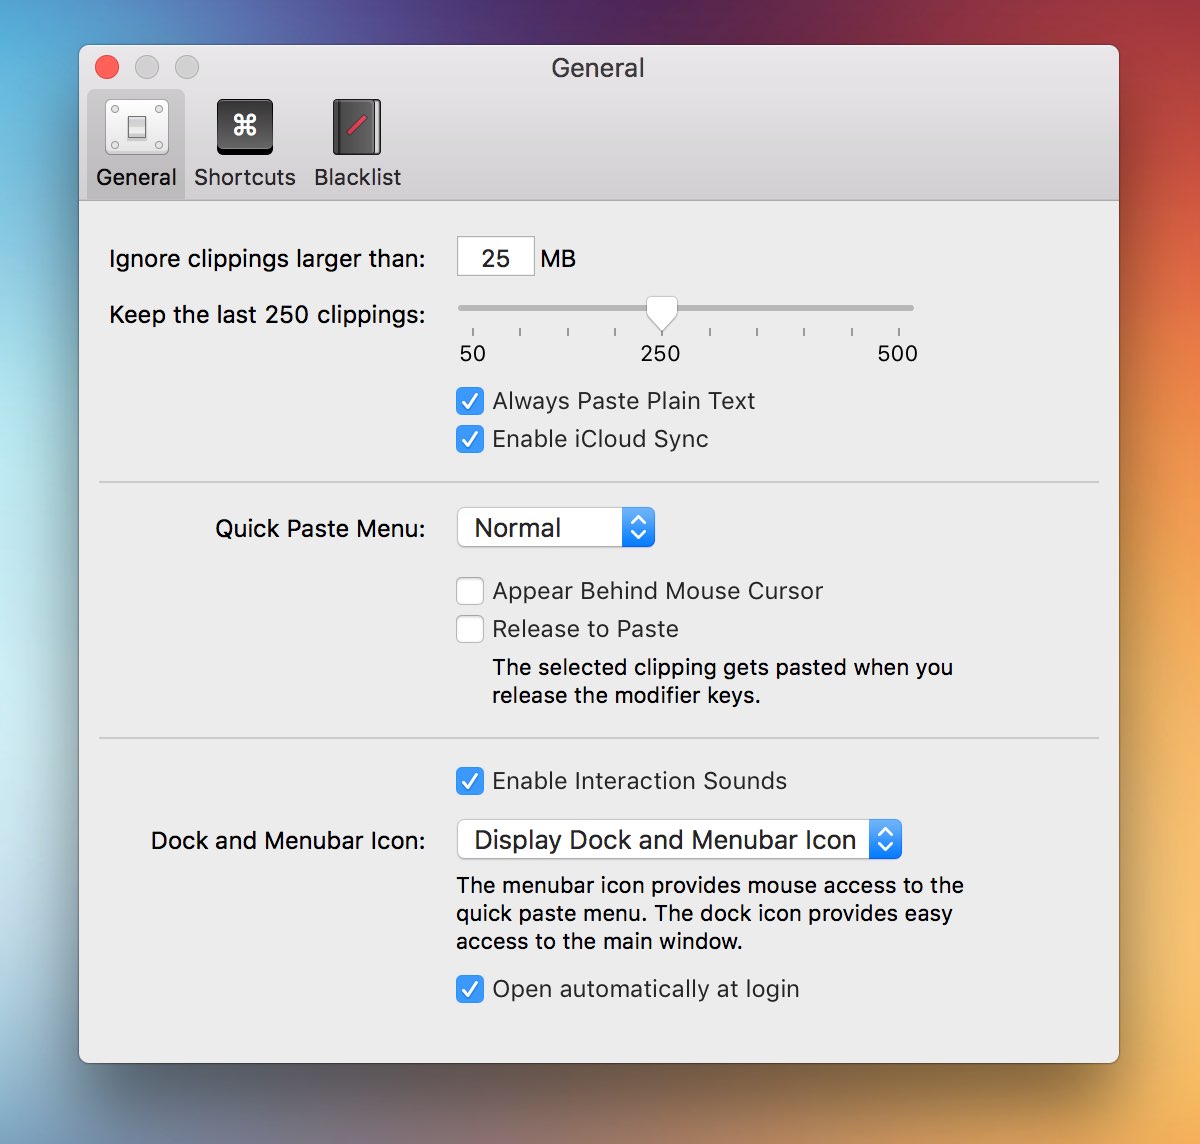 General
⌘
General Shortcuts Blacklist
Ignore clippings larger than: 25 MB
Keep the last 250 clippings:
50 250 500
Always Paste Plain Text
Enable iCloud Sync
Quick Paste Menu: Normal
Appear Behind Mouse Cursor
Release to Paste
The selected clipping gets pasted when you
release the modifier keys.
Enable Interaction Sounds
Dock and Menubar Icon: Display Dock and Menubar Icon
The menubar icon provides mouse access to the
quick paste menu. The dock icon provides easy
access to the main window.
Open automatically at login